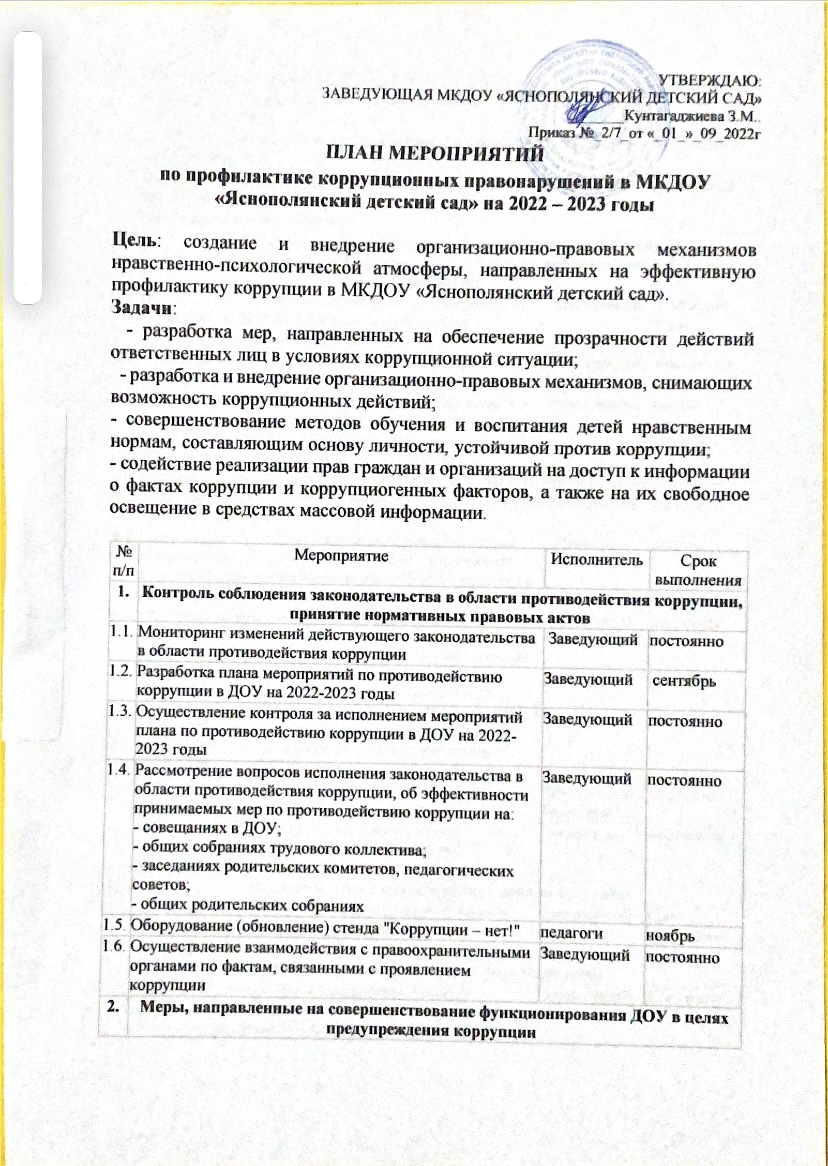 УТВЕРЖДАЮ:
ЗАВЕДУЮЩАЯ МКДОУ «ЯСНОПОЛЯНСКИЙ ДЕТСКИЙ САД»
______Кунтагаджиева З.М..
Приказ №_2/7_от «_01_»_09_2022г
ПЛАН МЕРОПРИЯТИЙ
по профилактике коррупционных правонарушений в МКДОУ
«Яснополянский детский сад» на 2022 – 2023 годы
Цель: создание и внедрение организационно-правовых механизмов
нравственно-психологической атмосферы, направленных на эффективную
профилактику коррупции в МКДОУ «Яснополянский детский сад».
Задачи:
- разработка мер, направленных на обеспечение прозрачности действий
ответственных лиц в условиях коррупционной ситуации;
- разработка и внедрение организационно-правовых механизмов, снимающих
возможность коррупционных действий;
- совершенствование методов обучения и воспитания детей нравственным
нормам, составляющим основу личности, устойчивой против коррупции;
- содействие реализации прав граждан и организаций на доступ к информации
о фактах коррупции и коррупциогенных факторов, а также на их свободное
освещение в средствах массовой информации.
№ Мероприятие Исполнитель Срок
п/п выполнения
1. Контроль соблюдения законодательства в области противодействия коррупции,
принятие нормативных правовых актов
1.1. Мониторинг изменений действующего законодательства Заведующий постоянно
в области противодействия коррупции
1.2. Разработка плана мероприятий по противодействию Заведующий сентябрь
коррупции в ДОУ на 2022-2023 годы
1.3. Осуществление контроля за исполнением мероприятий Заведующий постоянно
плана по противодействию коррупции в ДОУ на 2022-
2023 годы
1.4. Рассмотрение вопросов исполнения законодательства в Заведующий постоянно
области противодействия коррупции, об эффективности
принимаемых мер по противодействию коррупции на:
- совещаниях в ДОУ;
- общих собраниях трудового коллектива;
- заседаниях родительских комитетов, педагогических
советов;
- общих родительских собраниях
1.5. Оборудование (обновление) стенда "Коррупции – нет!" педагоги ноябрь
1.6. Осуществление взаимодействия с правоохранительными Заведующий постоянно
органами по фактам, связанными с проявлением
коррупции
2. Меры, направленные на совершенствование функционирования ДОУ в целях
предупреждения коррупции